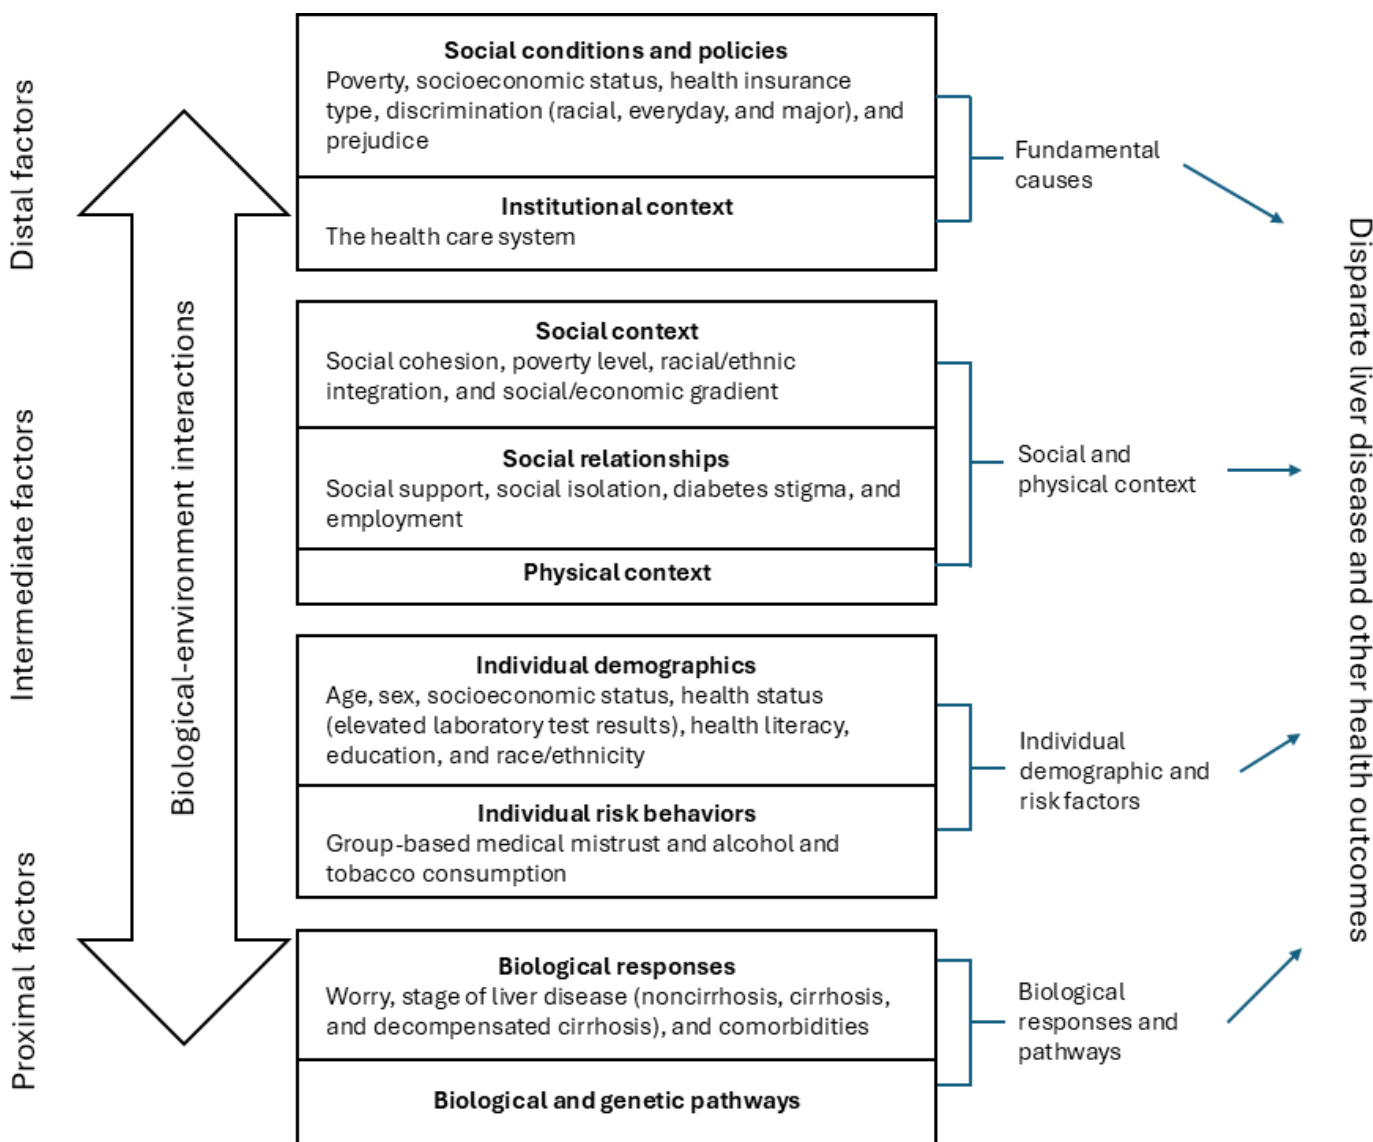 Distal factors
Intermediate factors
Proximal factors
Biological-environment interactions
Social conditions and policies
Poverty, socioeconomic status, health insurance
type, discrimination (racial, everyday, and major), and
prejudice
Institutional context
The health care system
Fundamental
causes
Social context
Social cohesion, poverty level, racial/ethnic
integration, and social/economic gradient
Social relationships
Social support, social isolation, diabetes stigma, and
employment
Physical context
Social and
physical context
Individual demographics
Age, sex, socioeconomic status, health status
(elevated laboratory test results), health literacy,
education, and race/ethnicity
Individual risk behaviors
Group-based medical mistrust and alcohol and
tobacco consumption
Individual
demographic and
risk factors
Biological responses
Worry, stage of liver disease (noncirrhosis, cirrhosis,
and decompensated cirrhosis), and comorbidities
Biological and genetic pathways
Biological
responses and
pathways
Disparate liver disease and other health outcomes